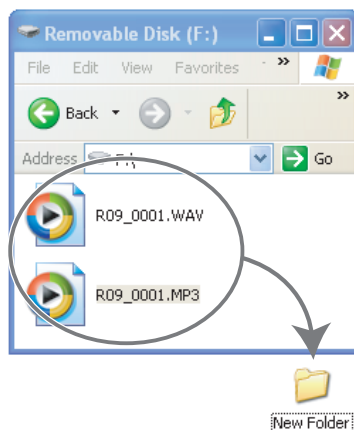 Removable Disk (F:)
File Edit View Favorites »
»
Back
Address F:\
Go
R09_0001.WAV
R09_0001.MP3
New Folder